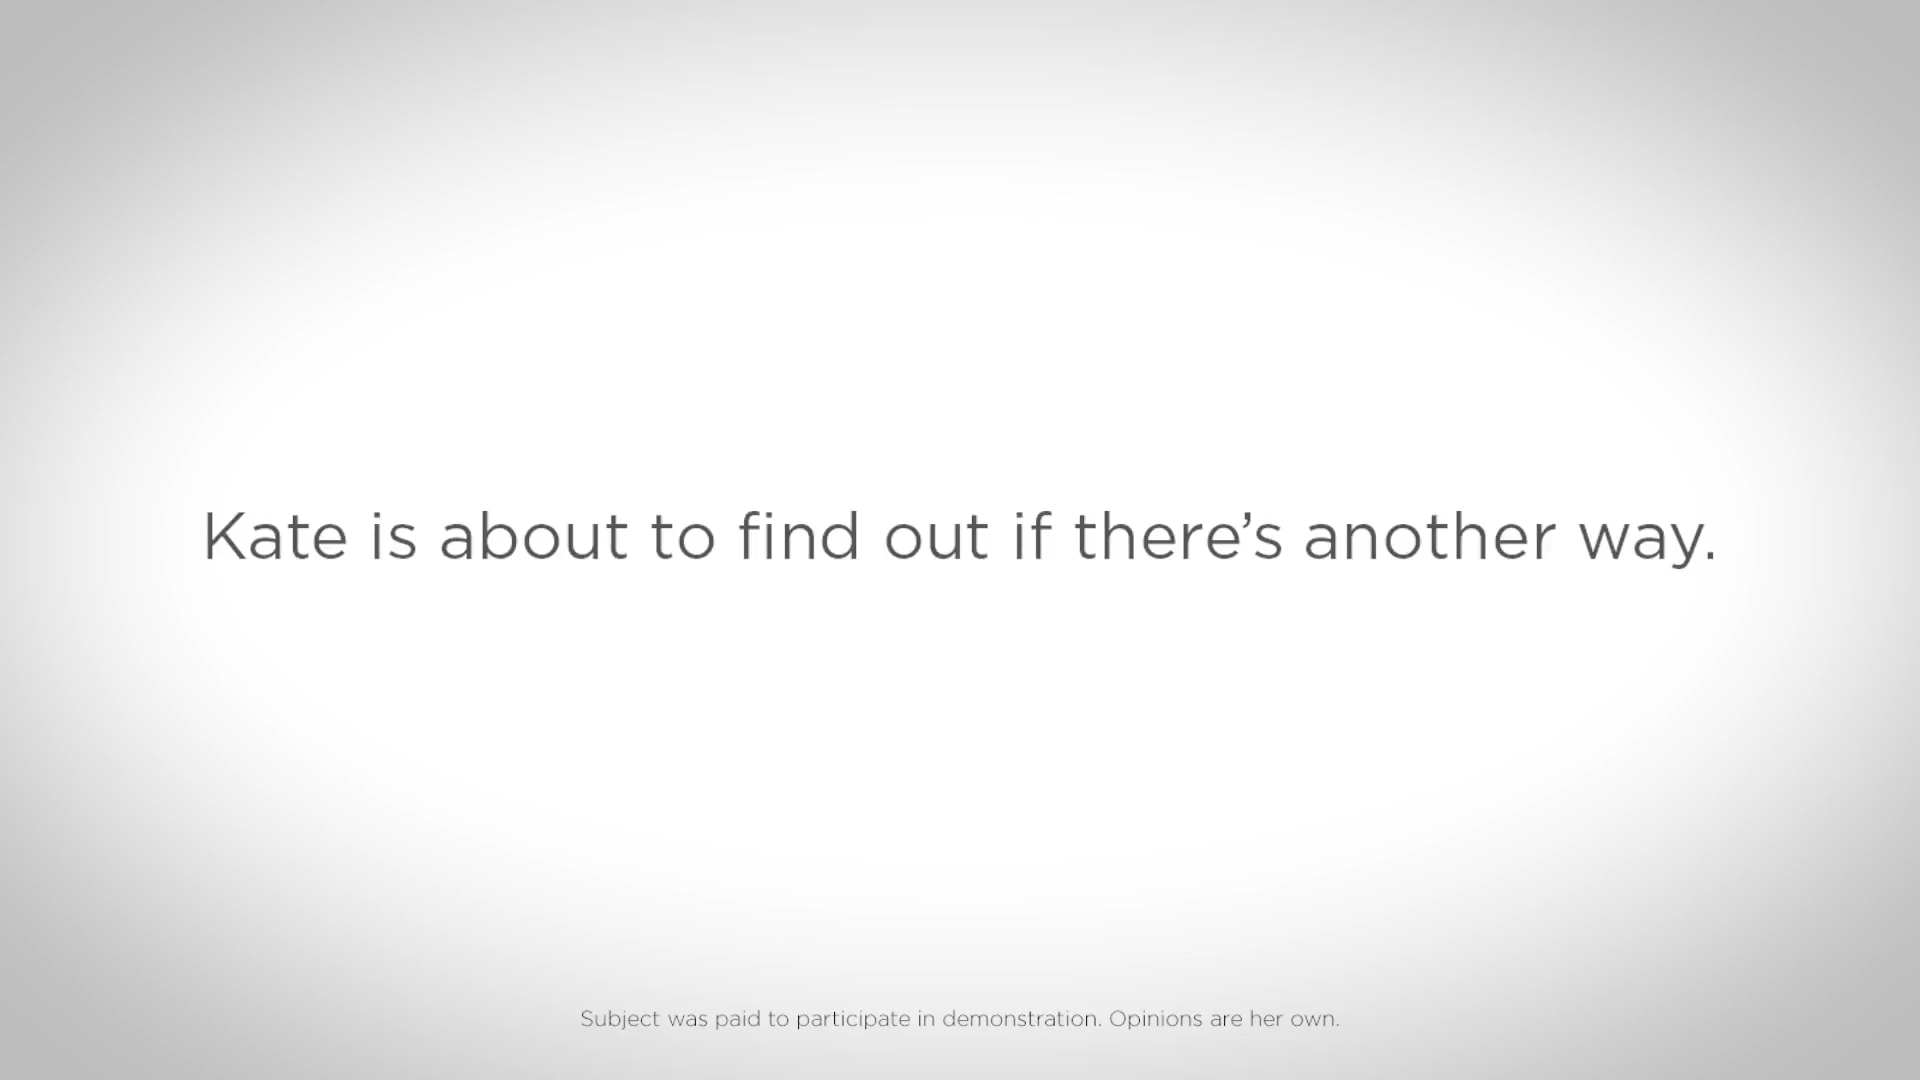 Kate is about to find out if there’s another way.
Subject was paid to participate in demonstration. Opinions are her own.